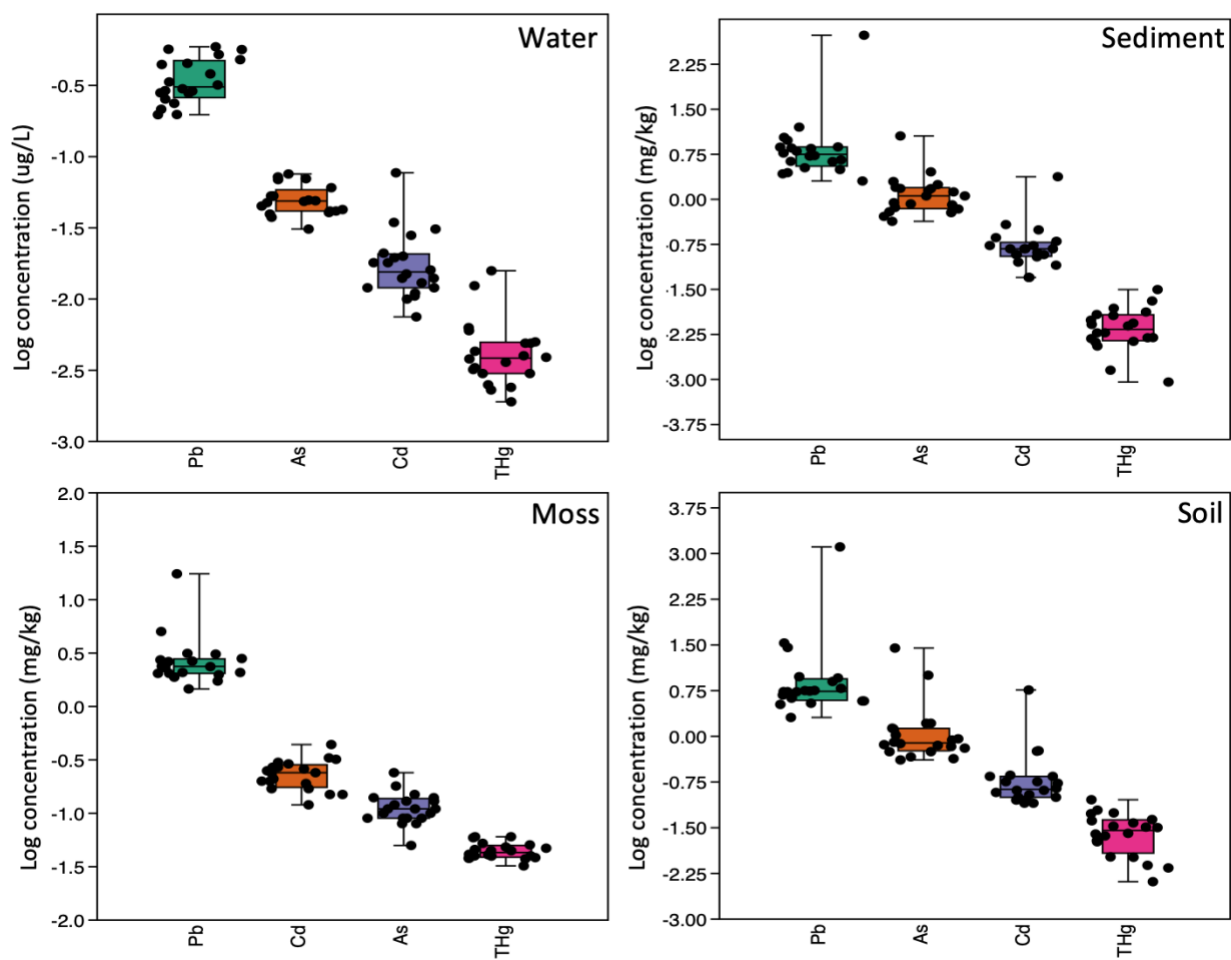 Water
Log concentration (ug/L)
-0.5
-1.0
-1.5
-2.0
-2.5
-3.0
Pb
As
Cd
THg
Sediment
Log concentration (mg/kg)
2.25
1.50
0.75
0.00
-0.75
-1.50
-2.25
-3.00
-3.75
Pb
As
Cd
THg
Moss
Log concentration (mg/kg)
2.0
1.5
1.0
0.5
0.0
-0.5
-1.0
-1.5
-2.0
Pb
Cd
As
THg
Soil
Log concentration (mg/kg)
3.75
3.00
2.25
1.50
0.75
0.00
-0.75
-1.50
-2.25
-3.00
Pb
As
Cd
THg